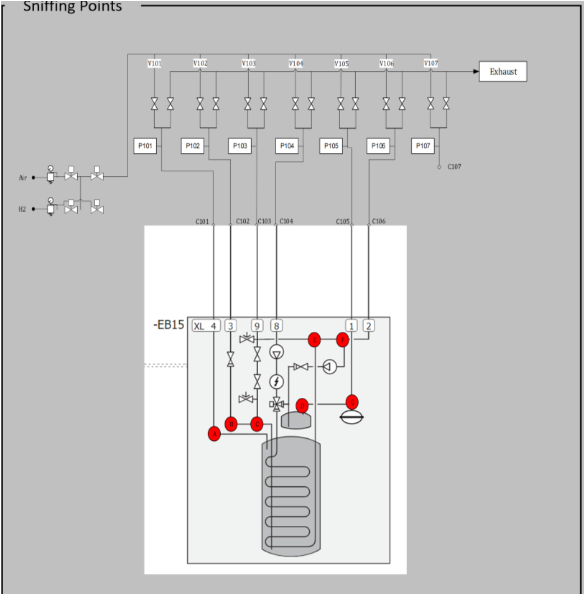 Sniffing Points
V101 V102 V103 V104 V105 V106 V107
Exhaust
P101 P102 P103 P104 P105 P106 P107
C107
Air
H2
C101 C102 C103 C104 C105 C106
-EB15 XL 4 3 9 8 1 2
A